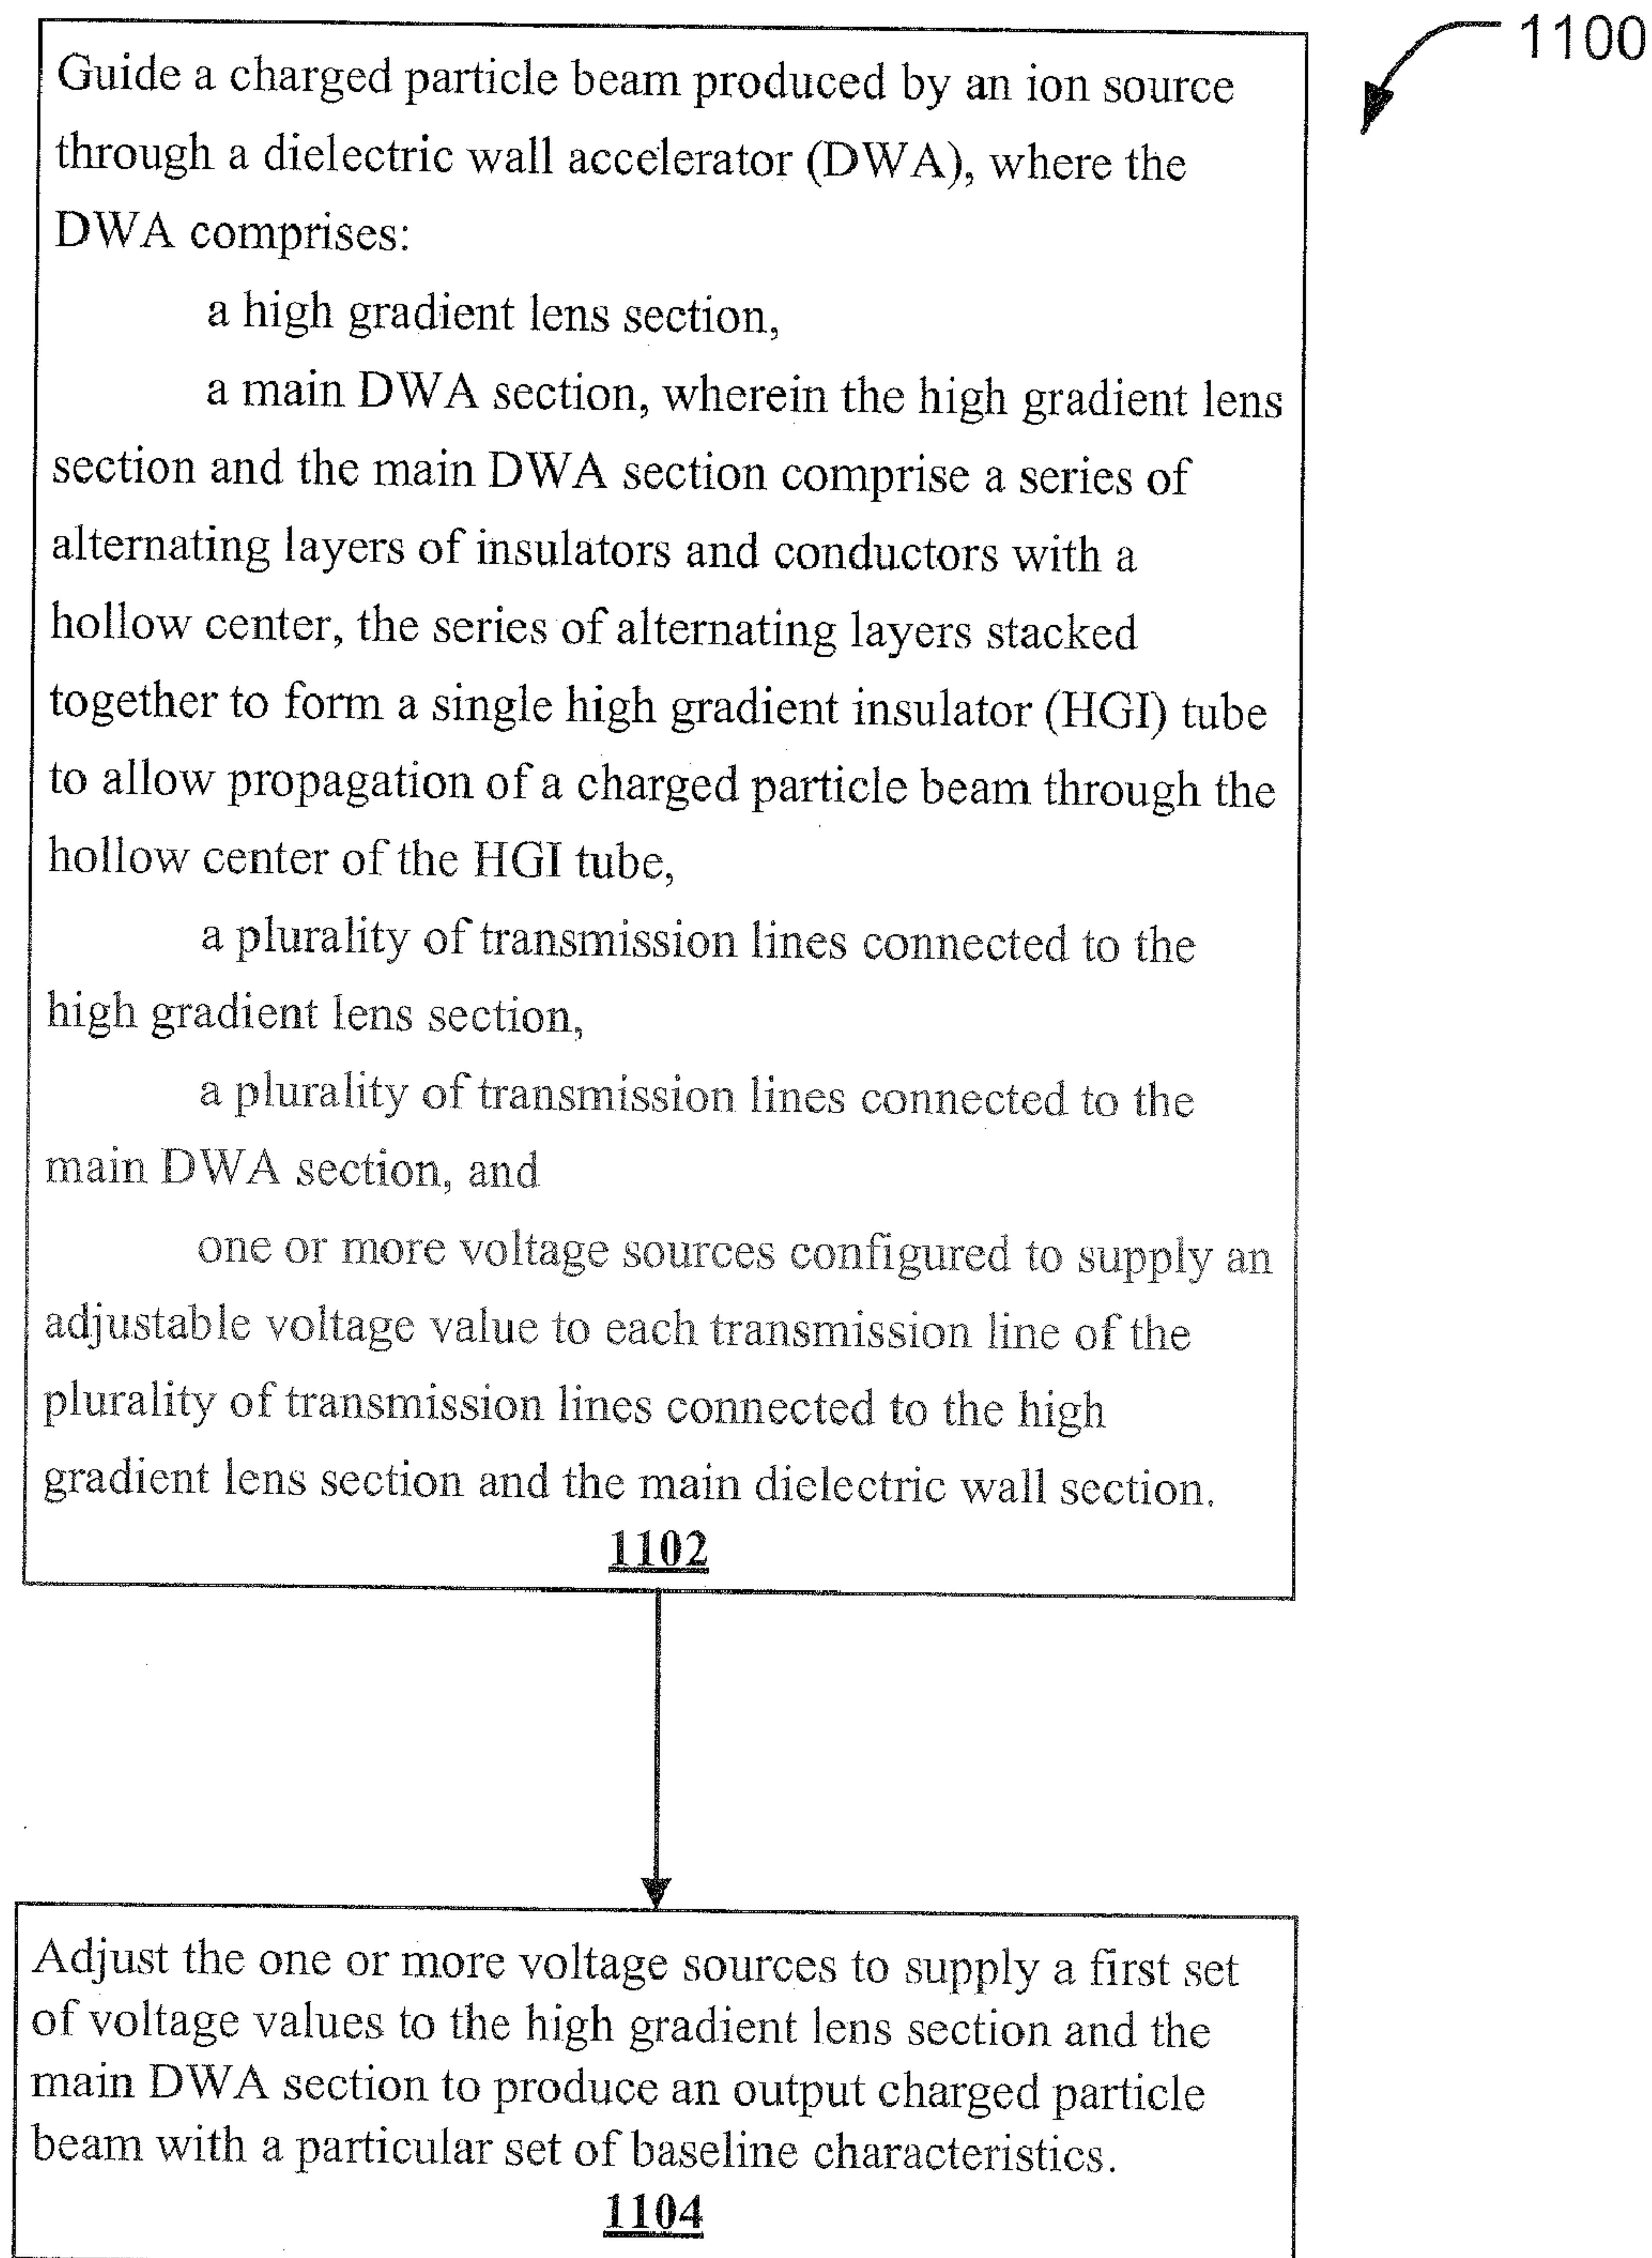 1100
Guide a charged particle beam produced by an ion source
through a dielectric wall accelerator (DWA), where the
DWA comprises:
a high gradient lens section,
a main DWA section, wherein the high gradient lens
section and the main DWA section comprise a series of
alternating layers of insulators and conductors with a
hollow center, the series of alternating layers stacked
together to form a single high gradient insulator (HGI) tube
to allow propagation of a charged particle beam through the
hollow center of the HGI tube,
a plurality of transmission lines connected to the
high gradient lens section,
a plurality of transmission lines connected to the
main DWA section, and
one or more voltage sources configured to supply an
adjustable voltage value to each transmission line of the
plurality of transmission lines connected to the high
gradient lens section and the main dielectric wall section.
1102
Adjust the one or more voltage sources to supply a first set
of voltage values to the high gradient lens section and the
main DWA section to produce an output charged particle
beam with a particular set of baseline characteristics.
1104